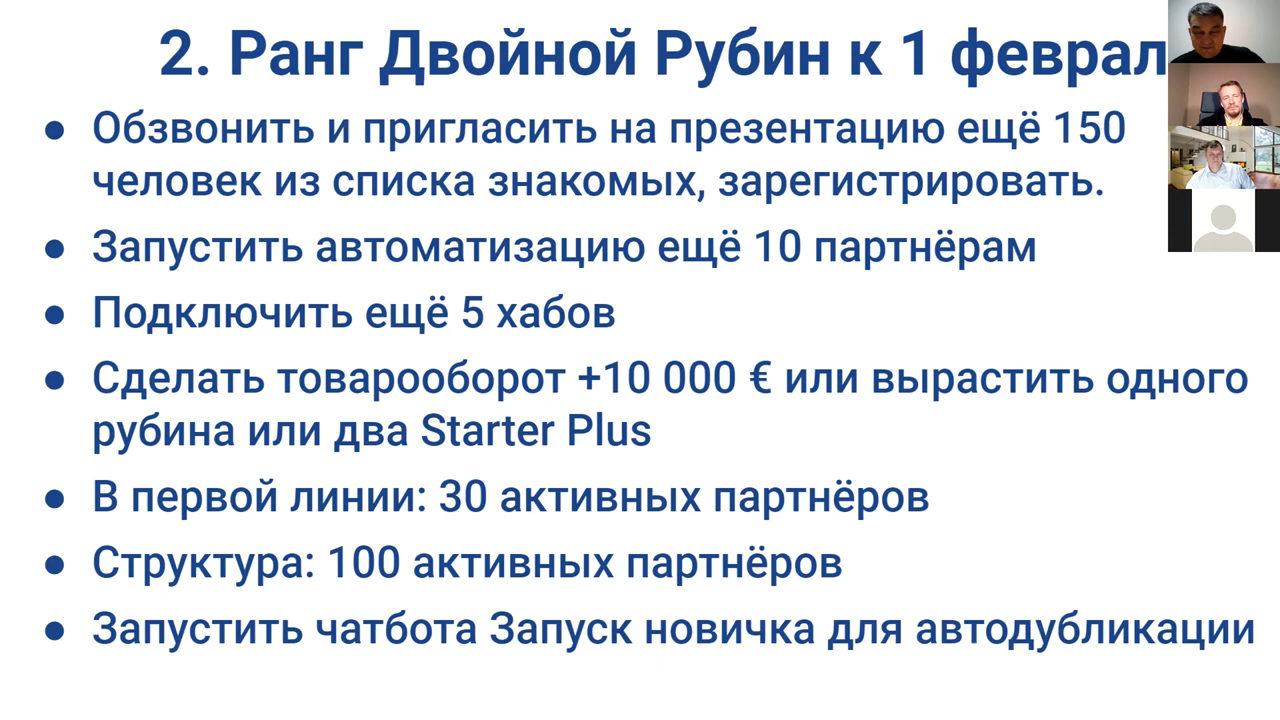 2. Ранг Двойной Рубин к 1 феврал
● Обзвонить и пригласить на презентацию ещё 150
человек из списка знакомых, зарегистрировать.
● Запустить автоматизацию ещё 10 партнёрам
● Подключить ещё 5 хабов
● Сделать товарооборот +10 000 € или вырастить одного
рубина или два Starter Plus
● В первой линии: 30 активных партнёров
● Структура: 100 активных партнёров
● Запустить чатбота Запуск новичка для автодубликации